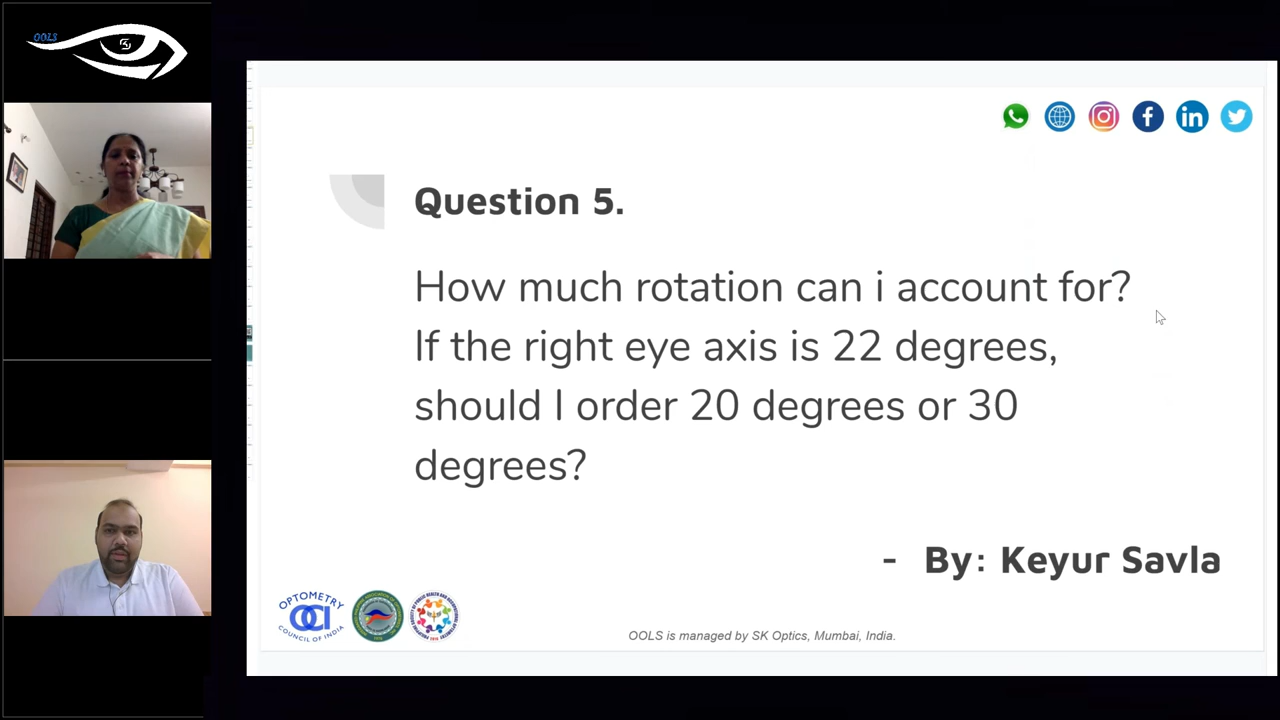 OOLS
Question 5.
How much rotation can i account for?
If the right eye axis is 22 degrees,
should I order 20 degrees or 30
degrees?
- By: Keyur Savla
OPTOMETRY
OCI
COUNCIL OF INDIA
OOLS is managed by SK Optics, Mumbai, India.